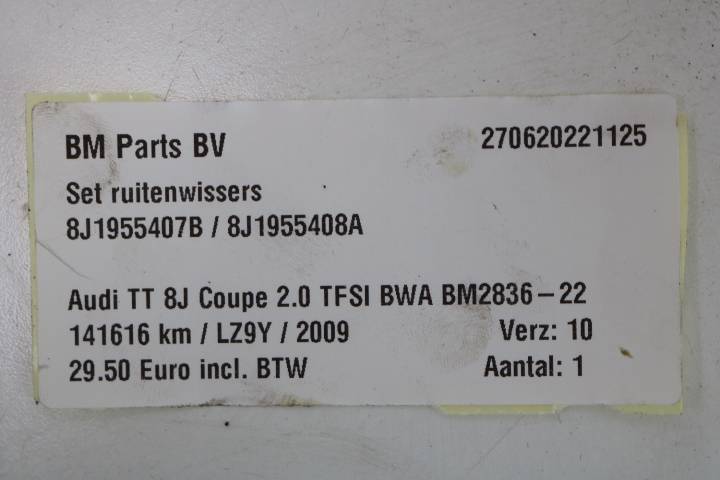 BM Parts BV 270620221125
Set ruitenwissers
8J1955407B / 8J1955408A
Audi TT 8J Coupe 2.0 TFSI BWA BM2836-22
141616 km / LZ9Y / 2009 Verz: 10
29.50 Euro incl. BTW Aantal: 1